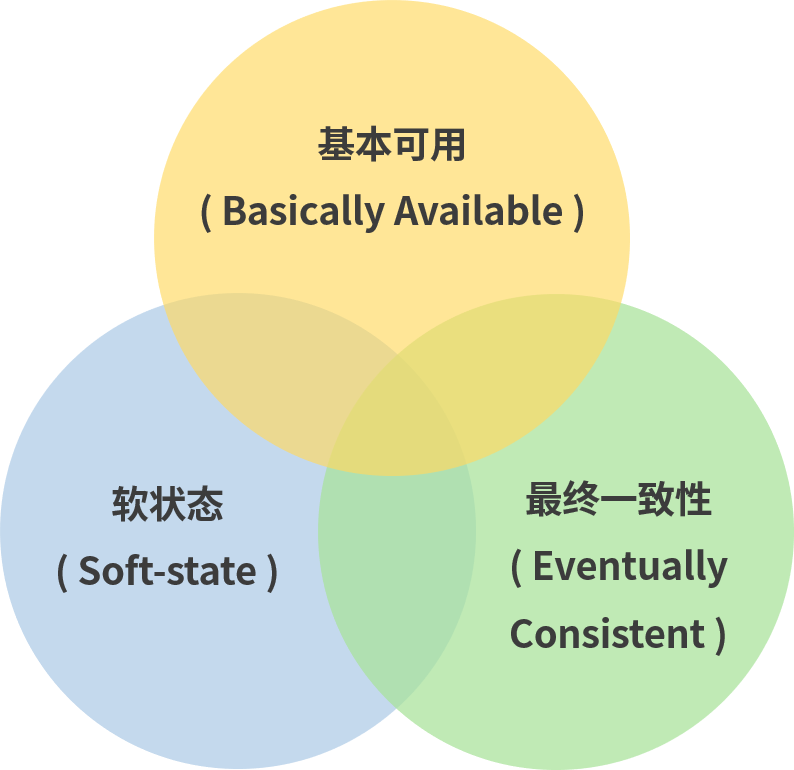 基本可用
( Basically Available )
软状态
( Soft-state )
最终一致性
( Eventually
Consistent )